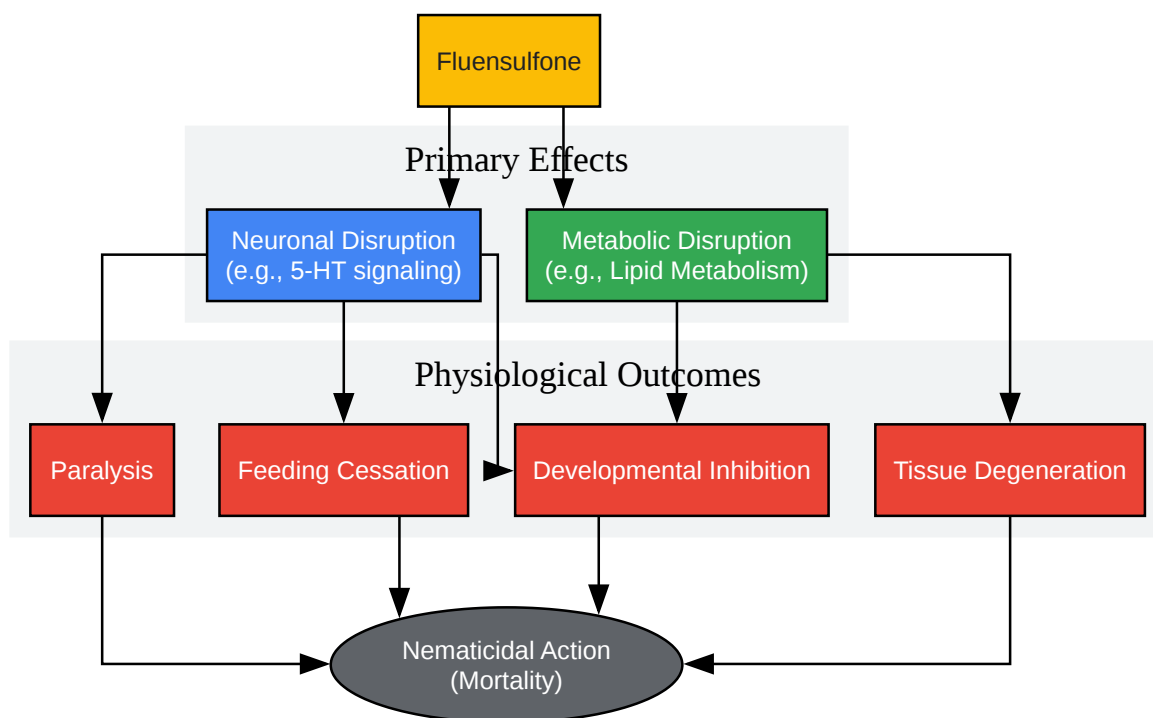 Fluensulfone
Primary Effects
Neuronal Disruption
(e.g., 5-HT signaling)
Metabolic Disruption
(e.g., Lipid Metabolism)
Physiological Outcomes
Paralysis
Feeding Cessation
Developmental Inhibition
Tissue Degeneration
Nematicidal Action
(Mortality)